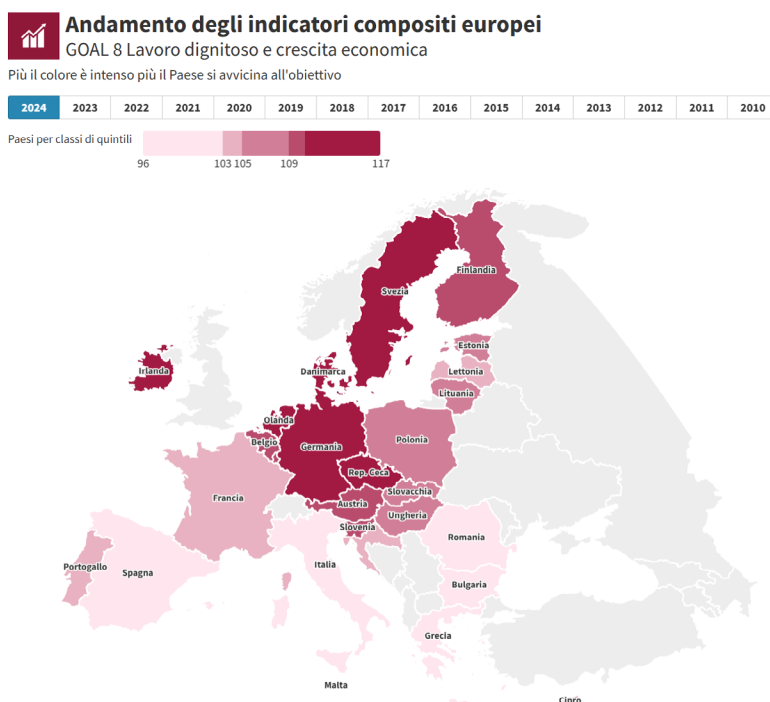 Andamento degli indicatori compositi europei
GOAL 8 Lavoro dignitoso e crescita economica
Più il colore è intenso più il Paese si avvicina all'obiettivo
2024 2023 2022 2021 2020 2019 2018 2017 2016 2015 2014 2013 2012 2011 2010
Paesi per classi di quintili
96 103 105 109 117
Finlandia
Svezia
Estonia
Irlanda
Danimarca
Lettonia
Lituania
Olanda
Belgio
Germania
Polonia
Rep. Ceca
Slovacchia
Francia
Austria
Ungheria
Slovenia
Romania
Portogallo
Spagna
Italia
Bulgaria
Grecia
Malta
Cipro